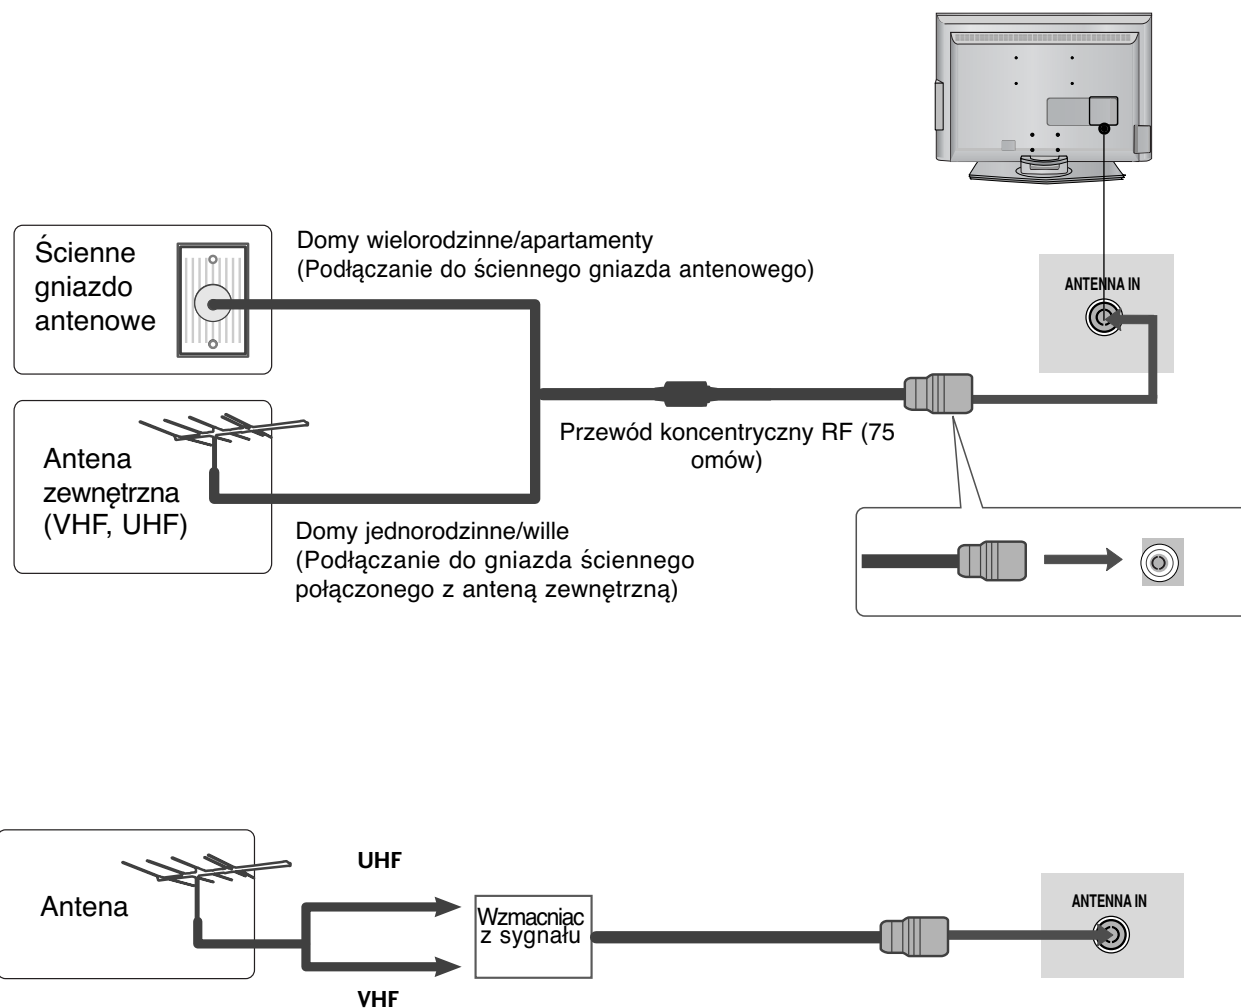 Ścienne
gniazdo
antenowe
Domy wielorodzinne/apartamenty
(Podłączanie do ściennego gniazda antenowego)
ANTENNA IN
Antena
zewnętrzna
(VHF, UHF)
Przewód koncentryczny RF (75
omów)
Domy jednorodzinne/wille
(Podłączanie do gniazda ściennego
połączonego z anteną zewnętrzną)
Antena
UHF
Wzmacniac
z sygnału
VHF
ANTENNA IN